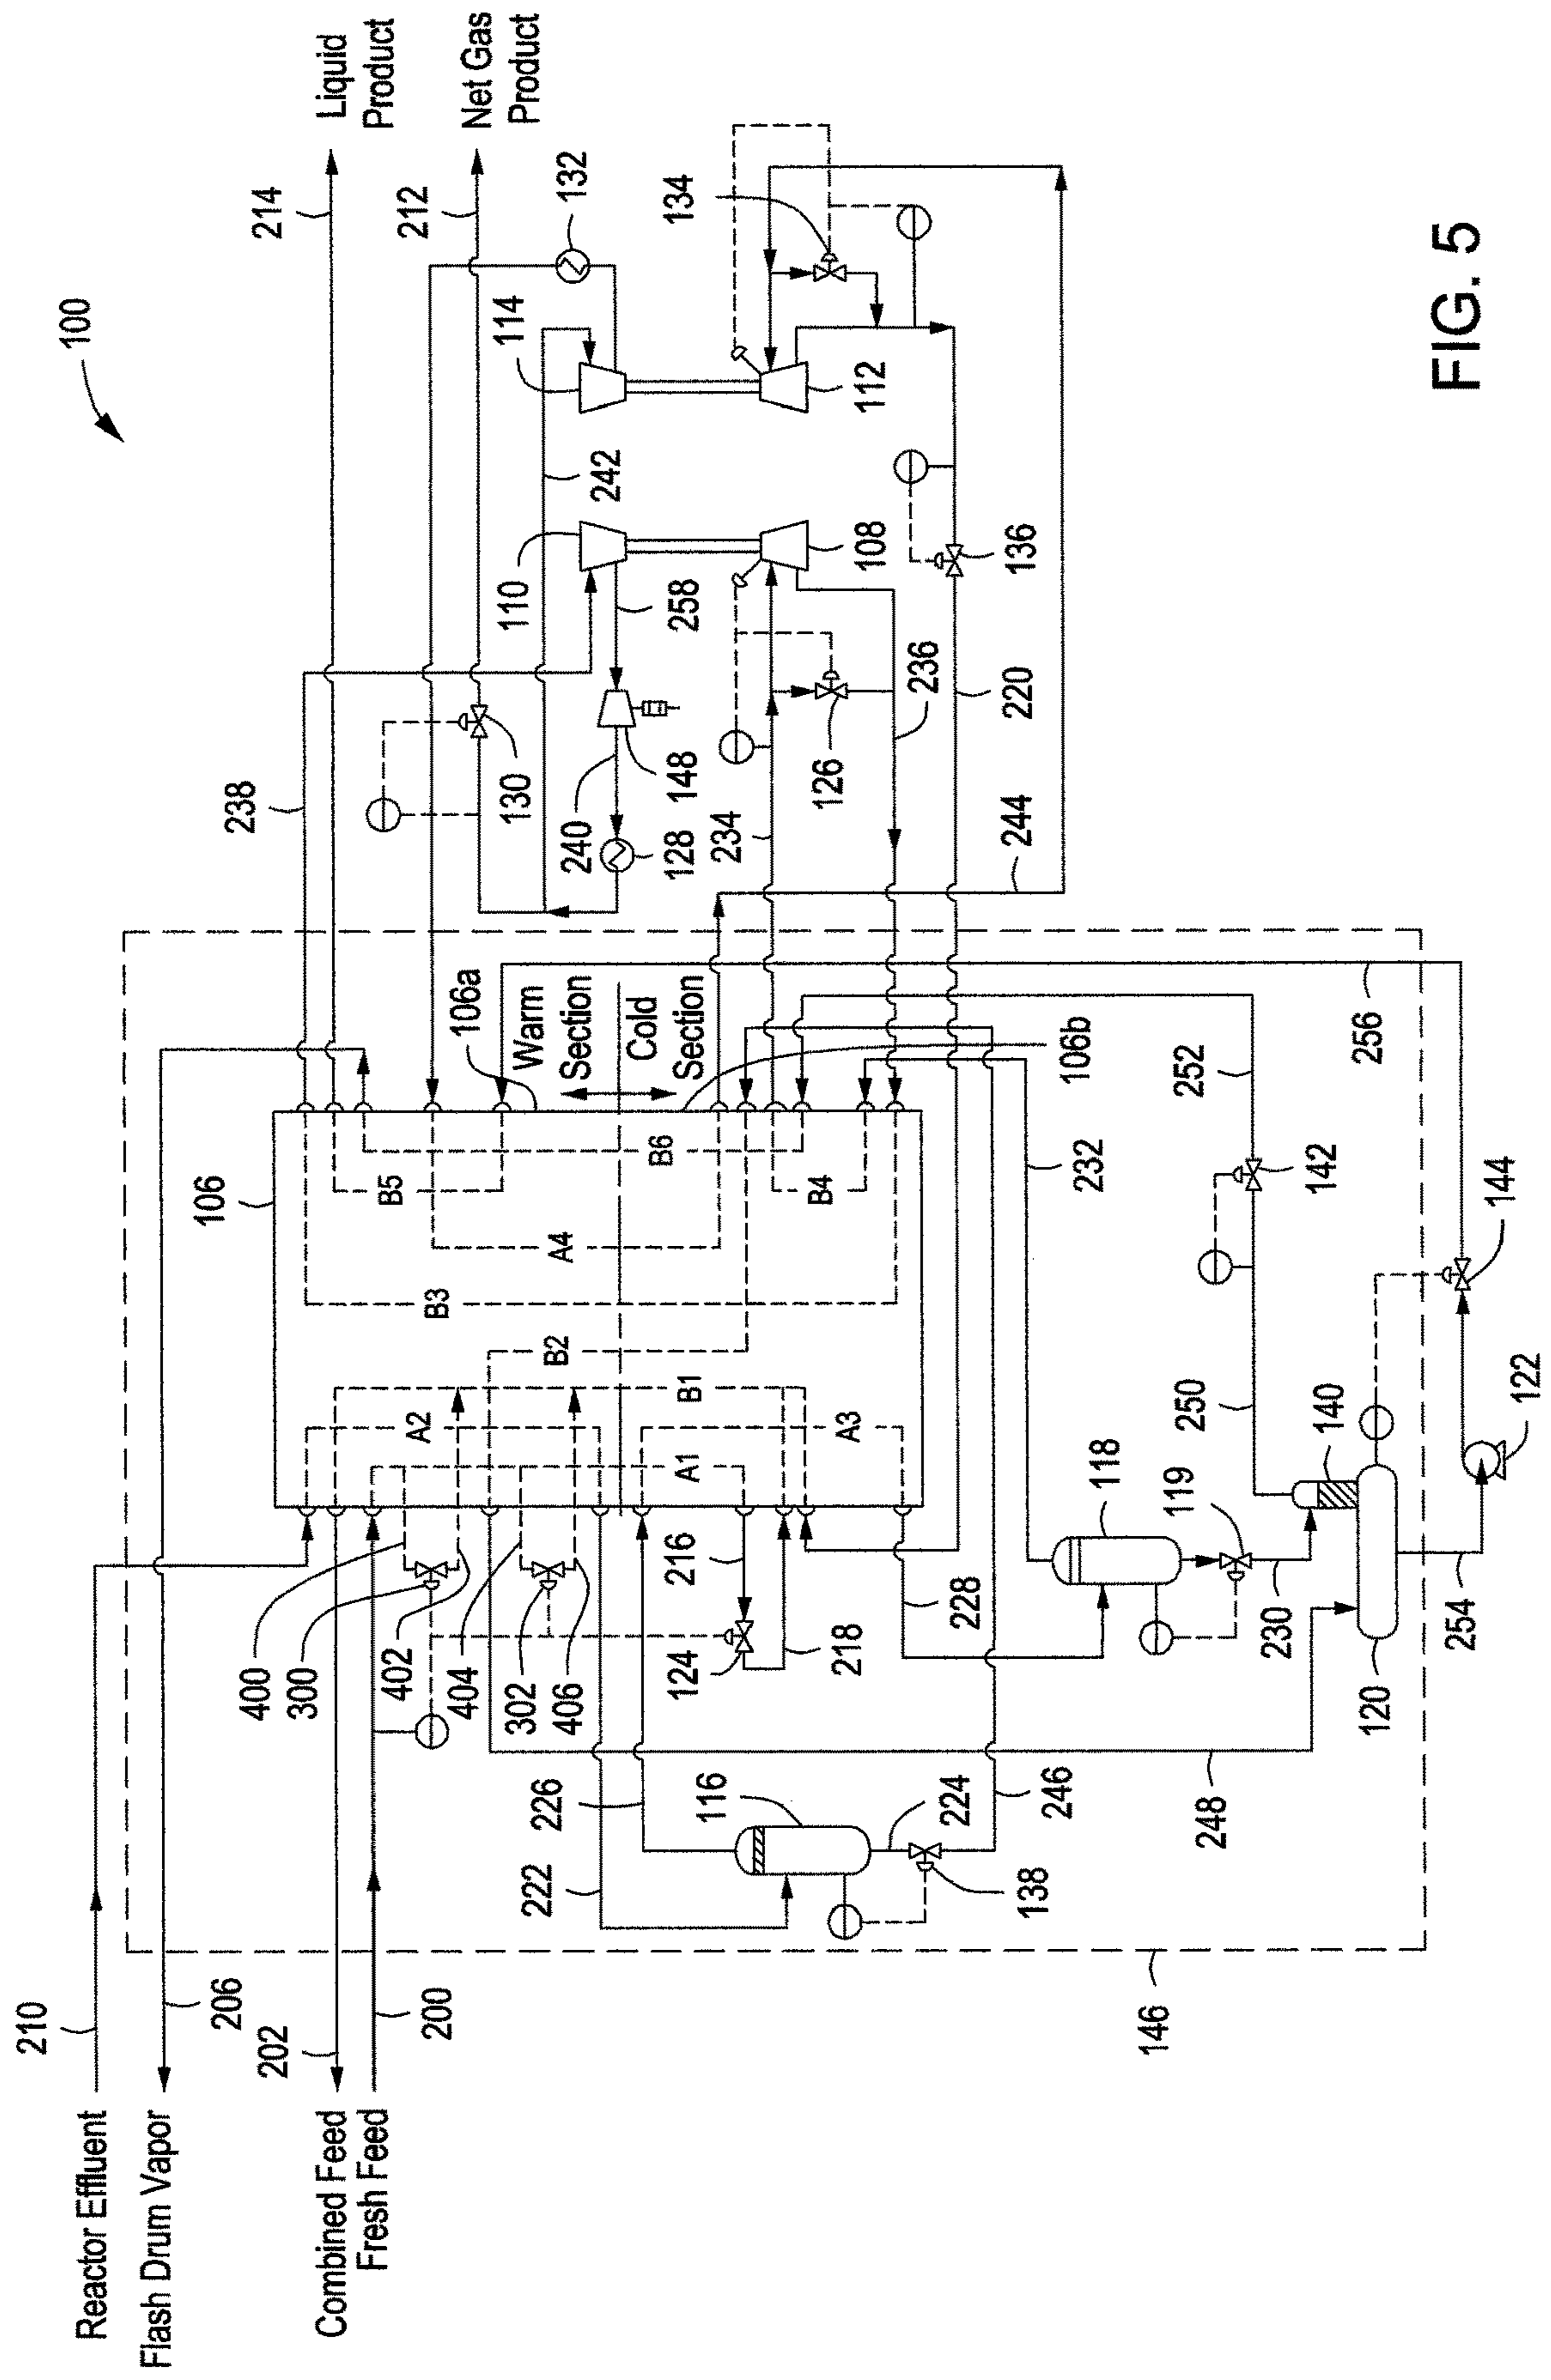 100
Liquid
Product
Net Gas
Product
214
212
132
134
114
112
242
110
108
136
258
238
130
148
236
220
240
128
234
126
244
106a
Warm
Section
Cold
Section
106b
106
B6
B5
B4
A4
B3
B2
B1
A2
A3
A1
256
252
232
142
144
250
140
122
118
119
216
228
218
124
230
254
120
400
300
402
404
302
406
226
116
222
224
246
248
138
146
210
206
202
200
Reactor Effluent
Flash Drum Vapor
Combined Feed
Fresh Feed
FIG. 5